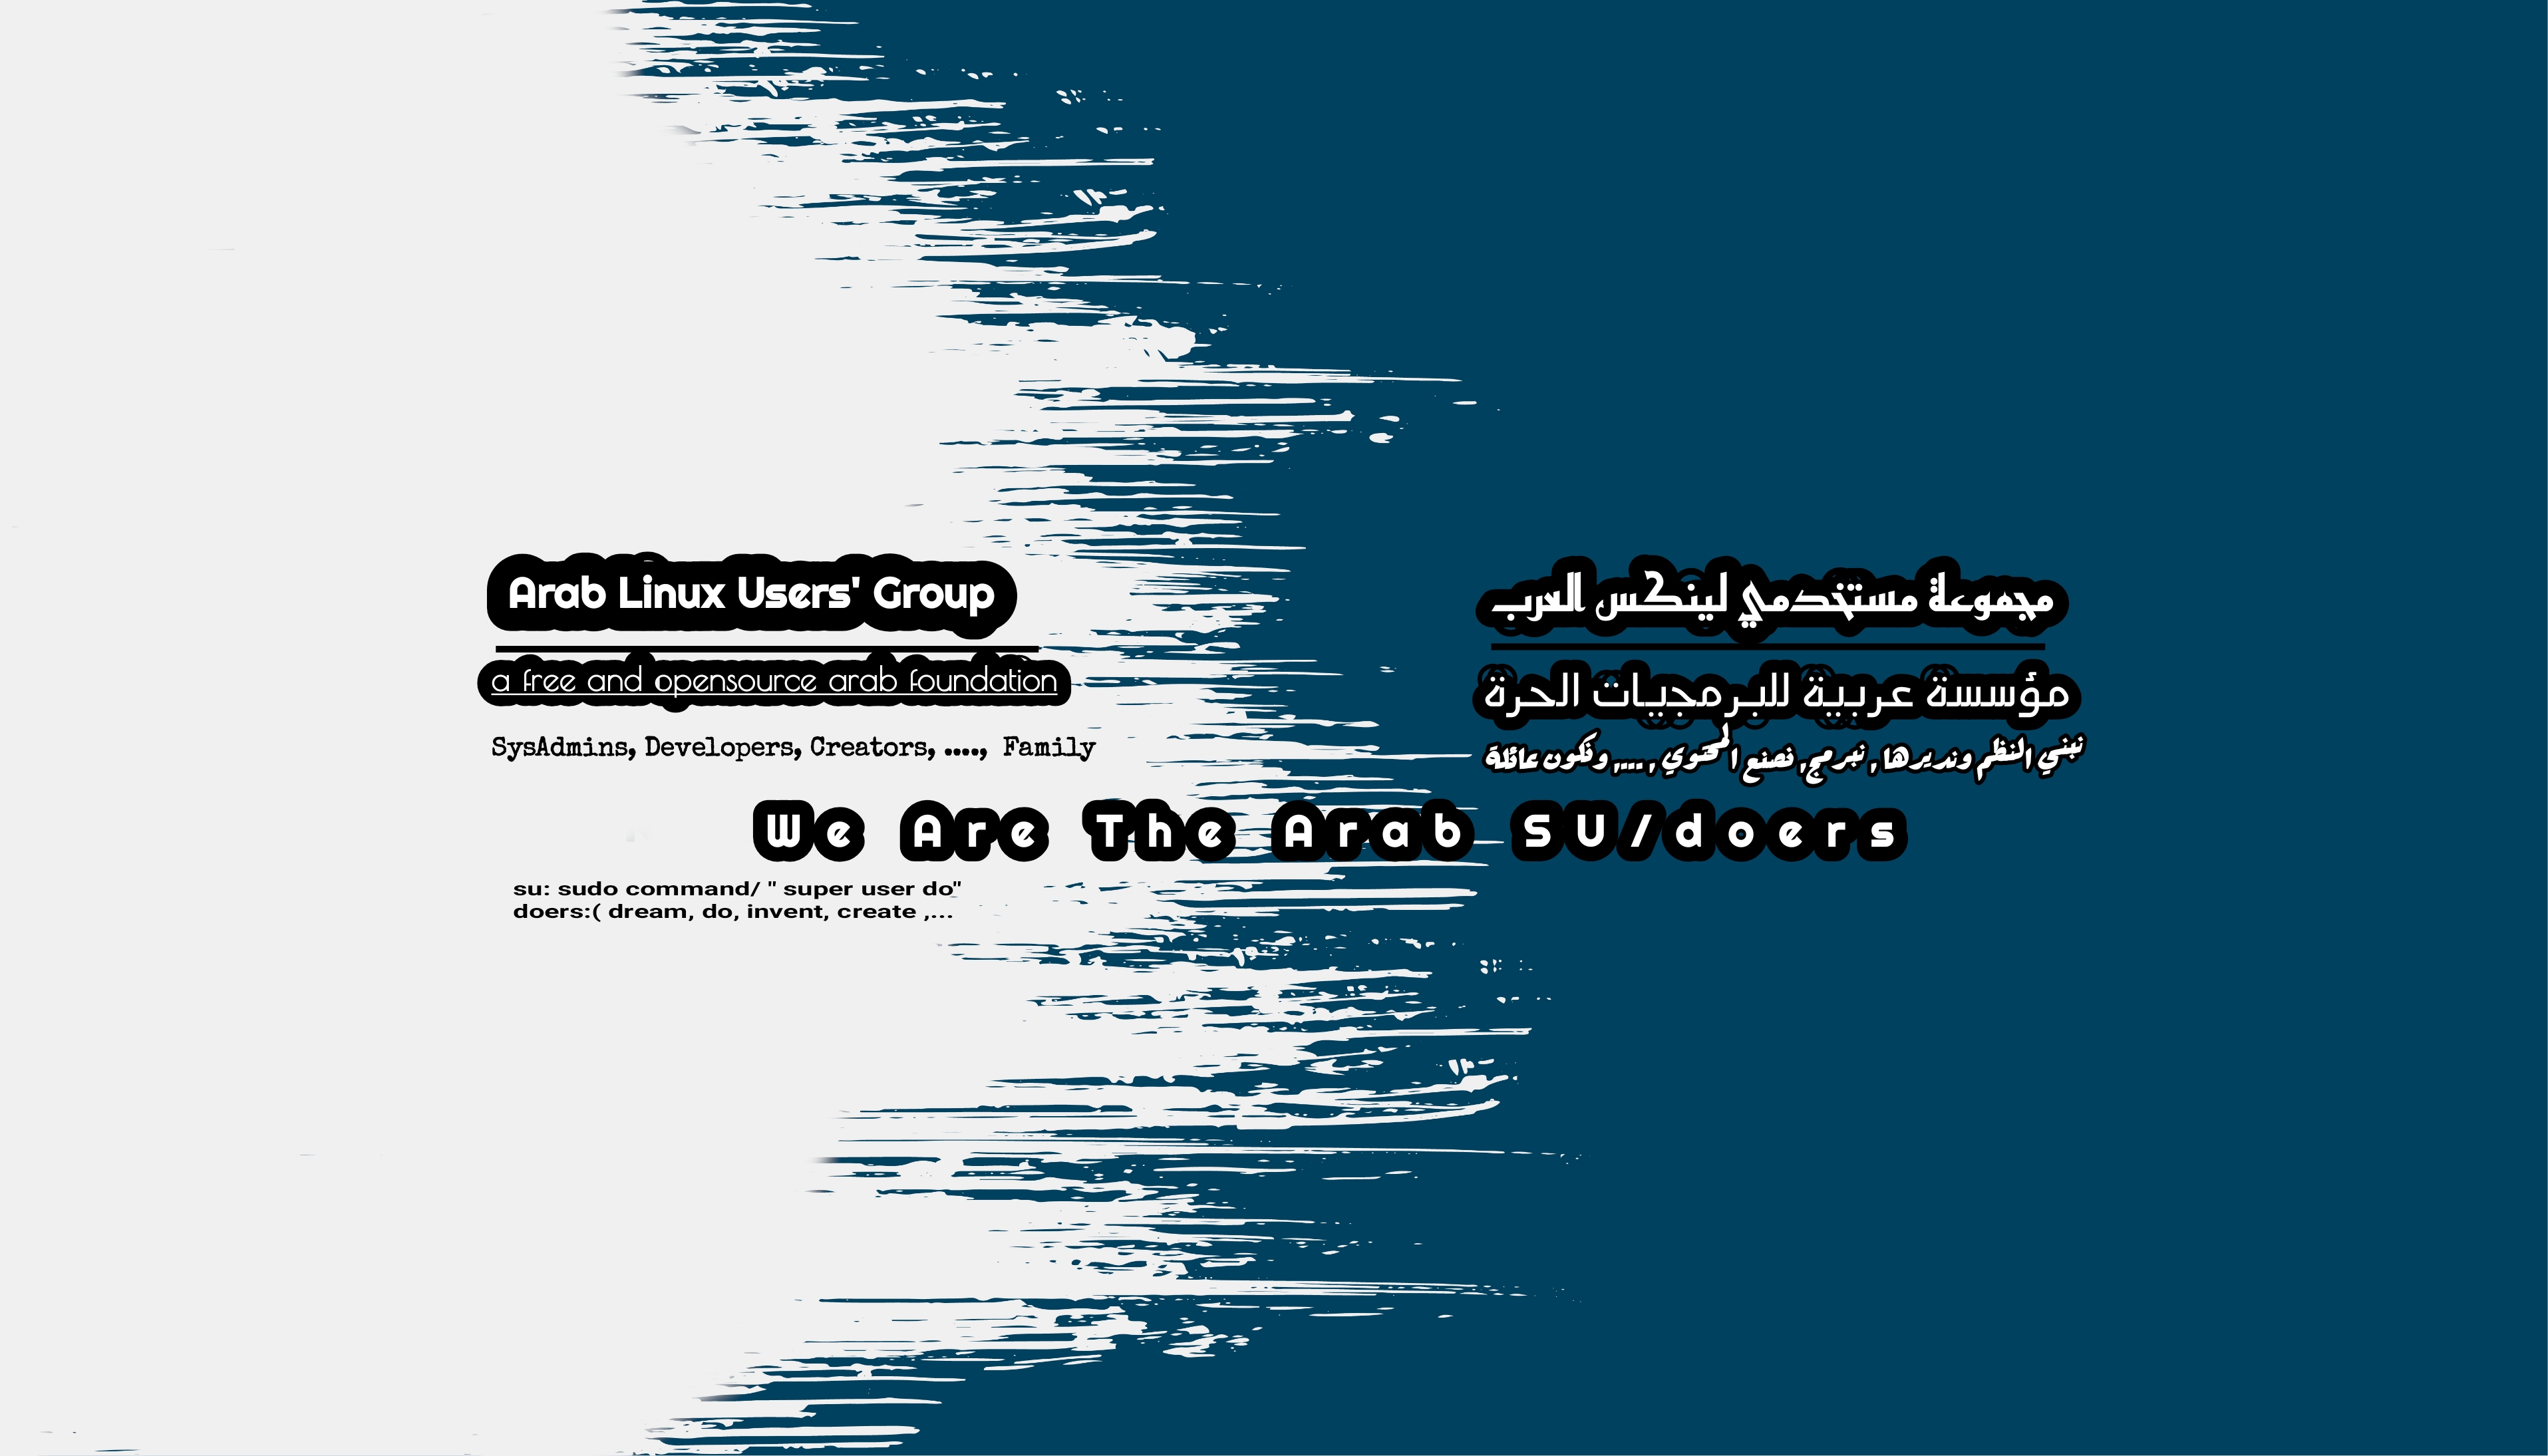 Arab Linux Users' Group
a free and opensource arab foundation
SysAdmins, Developers, Creators, ...., Family
مجموعة مستخدمي لينكس العرب
مؤسسة عربية للبرمجيات الحرة
نبني النظم ونديرها , نبرمج, نصنع المحتوي , ...., ونكون عائلة
We Are The Arab SU/doers
su: sudo command/ " super user do"
doers:( dream, do, invent, create ,...